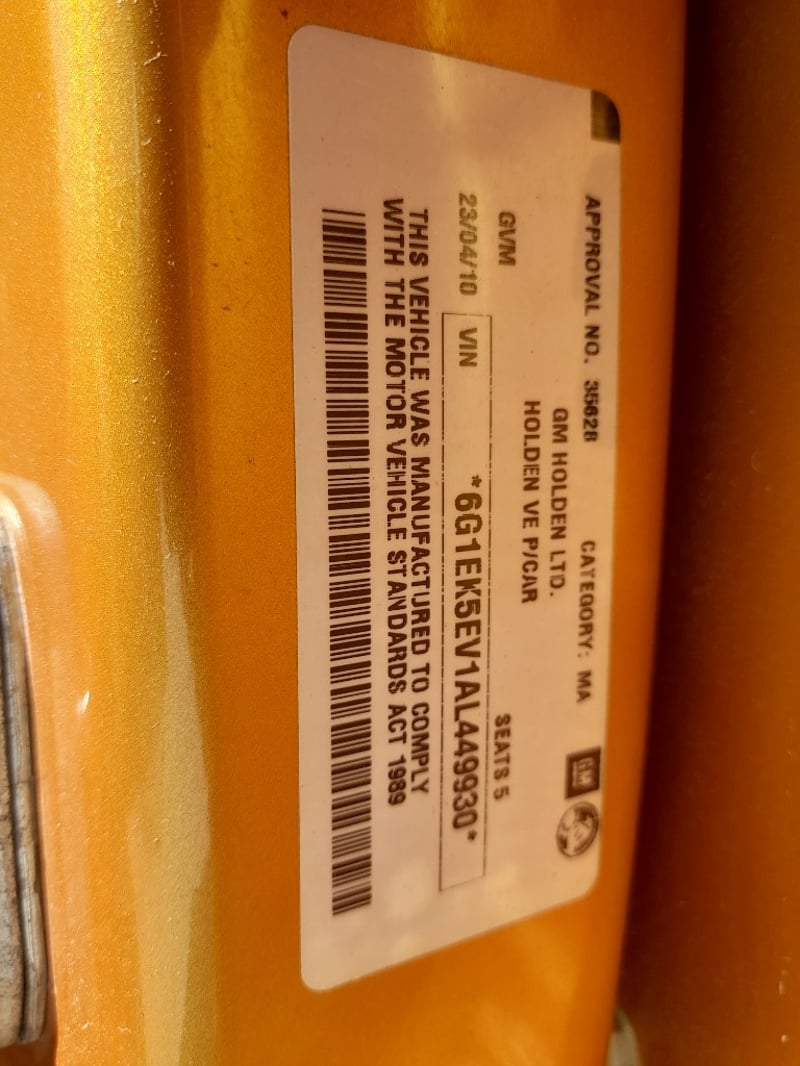 APPROVAL NO. 35628 CATEGORY: MA
GM HOLDEN LTD. GM
HOLDEN VE P/CAR
GVM SEATS 5
23/04/10 VIN *6G1EK5EV1AL449930*
THIS VEHICLE WAS MANUFACTURED TO COMPLY
WITH THE MOTOR VEHICLE STANDARDS ACT 1989